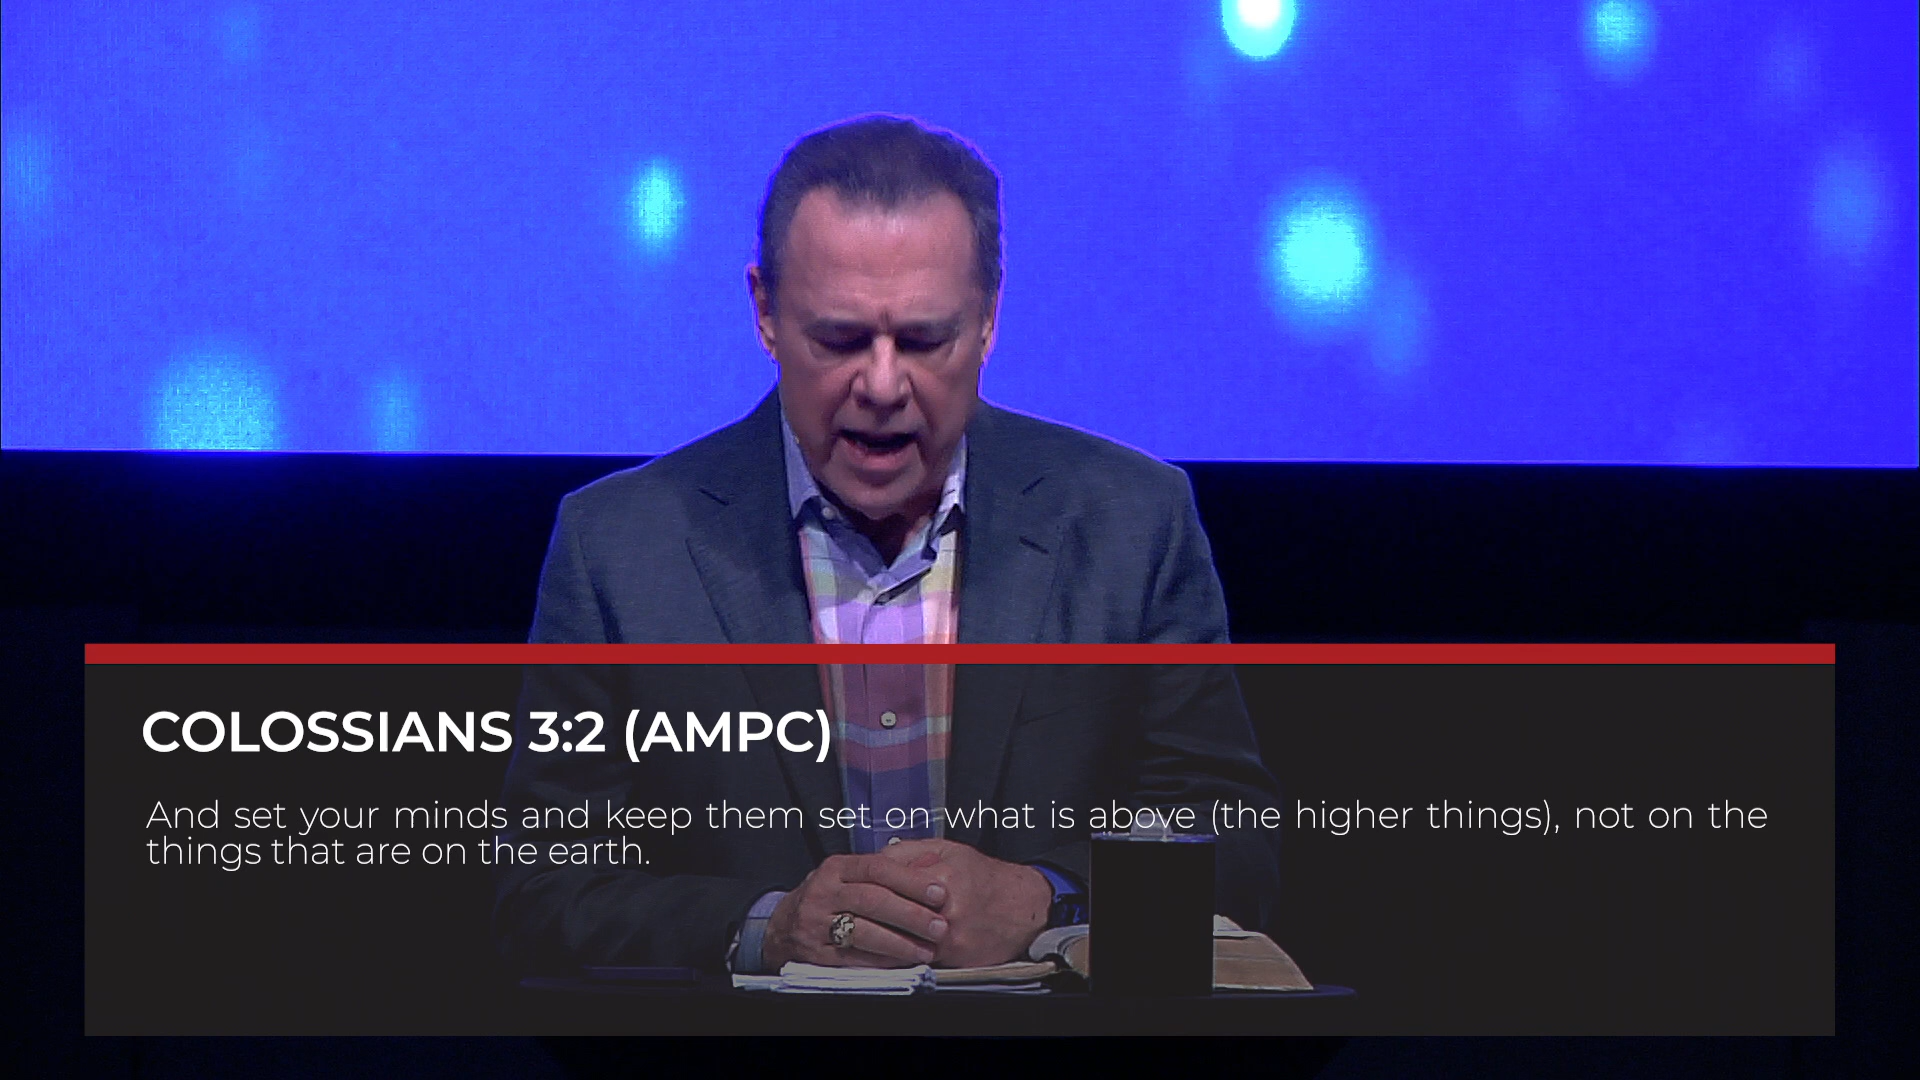 COLOSSIANS 3:2 (AMPC)
And set your minds and keep them set on what is above (the higher things), not on the
things that are on the earth.